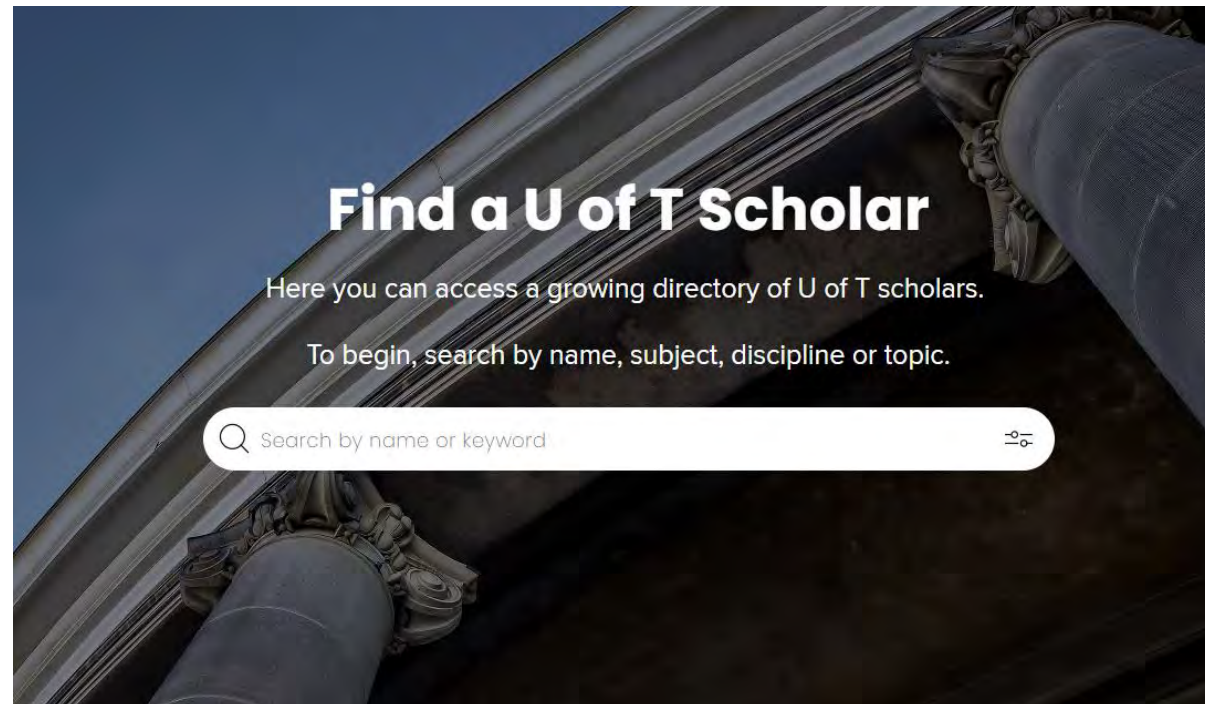 Find a U of T Scholar
Here you can access a growing directory of U of T scholars.
To begin, search by name, subject, discipline or topic.
Search by name or keyword